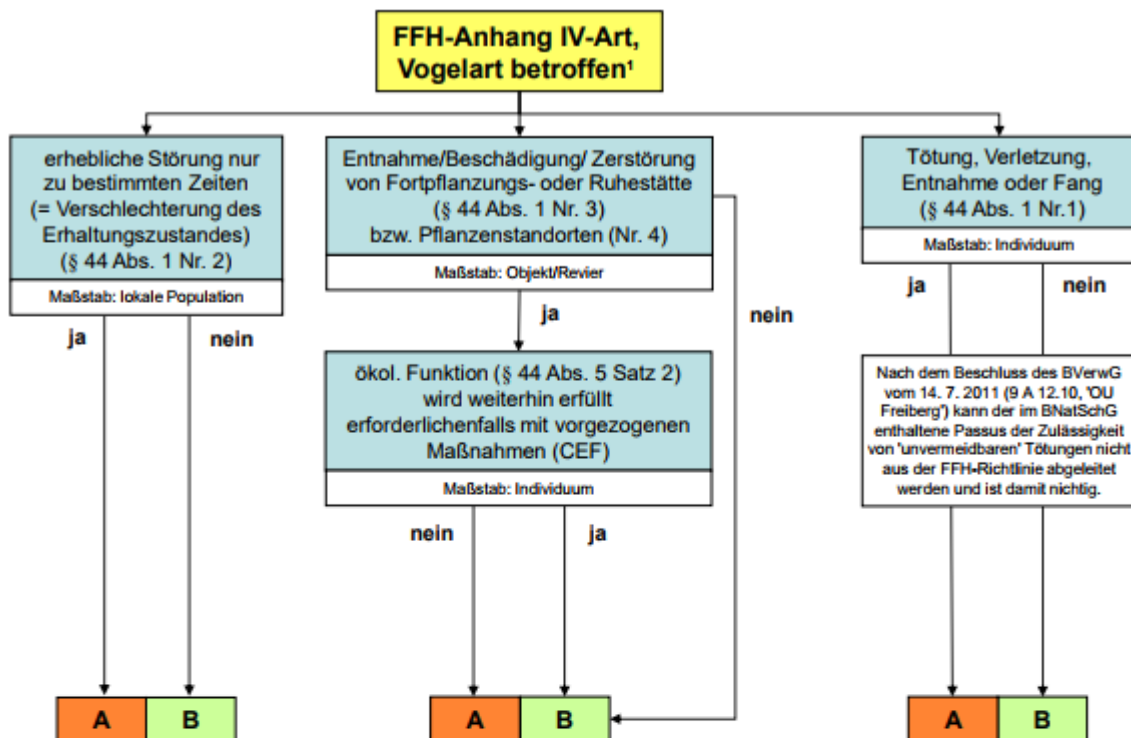 FFH-Anhang IV-Art,
Vogelart betroffen¹
erhebliche Störung nur
zu bestimmten Zeiten
(= Verschlechterung des
Erhaltungszustandes)
(§ 44 Abs. 1 Nr. 2)
Maßstab: lokale Population
ja
nein
Entnahme/Beschädigung/ Zerstörung
von Fortpflanzungs- oder Ruhestätte
(§ 44 Abs. 1 Nr. 3)
bzw. Pflanzenstandorten (Nr. 4)
Maßstab: Objekt/Revier
ja
nein
ökol. Funktion (§ 44 Abs. 5 Satz 2)
wird weiterhin erfüllt
erforderlichenfalls mit vorgezogenen
Maßnahmen (CEF)
Maßstab: Individuum
nein
ja
Tötung, Verletzung,
Entnahme oder Fang
(§ 44 Abs. 1 Nr.1)
Maßstab: Individuum
ja
nein
Nach dem Beschluss des BVerwG
vom 14. 7. 2011 (9 A 12.10, "OU
Freiberg") kann der im BNatSchG
enthaltene Passus der Zulässigkeit
von "unvermeidbaren" Tötungen nicht
aus der FFH-Richtlinie abgeleitet
werden und ist damit nichtig.
A B
A B
A B